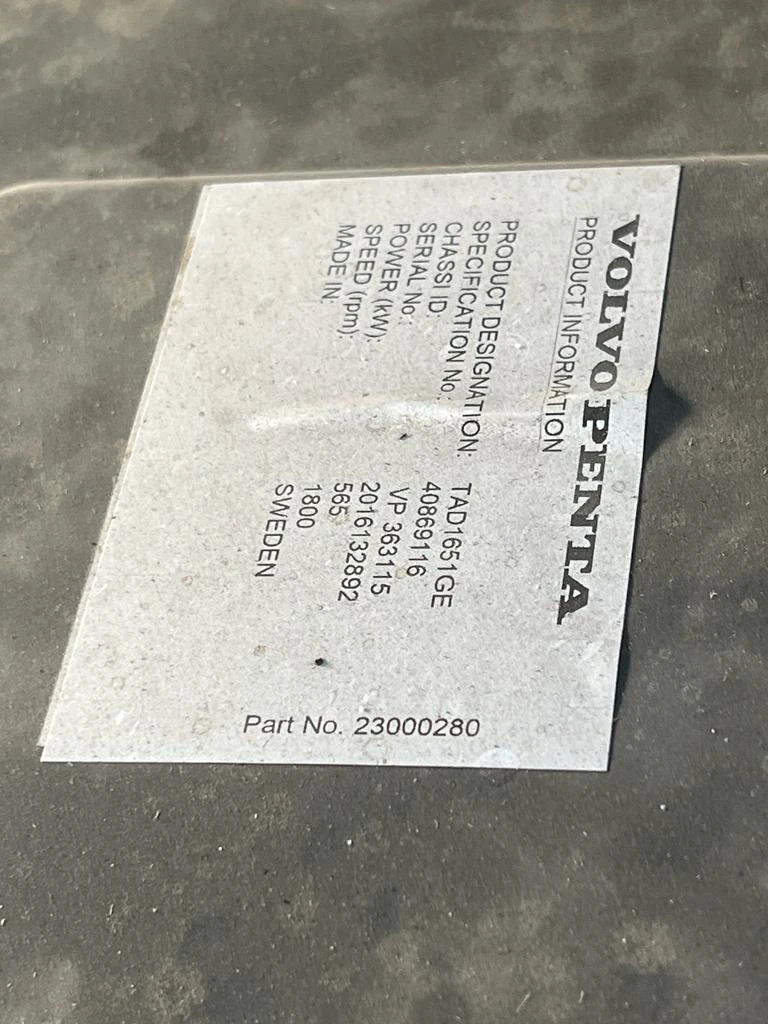 VOLVO PENTA
PRODUCT INFORMATION
PRODUCT DESIGNATION: TAD1651GE
SPECIFICATION No.: 40869116
CHASSI ID: VP 363115
SERIAL No.: 2016132892
POWER (kW): 565
SPEED (rpm): 1800
MADE IN: SWEDEN
Part No. 23000280